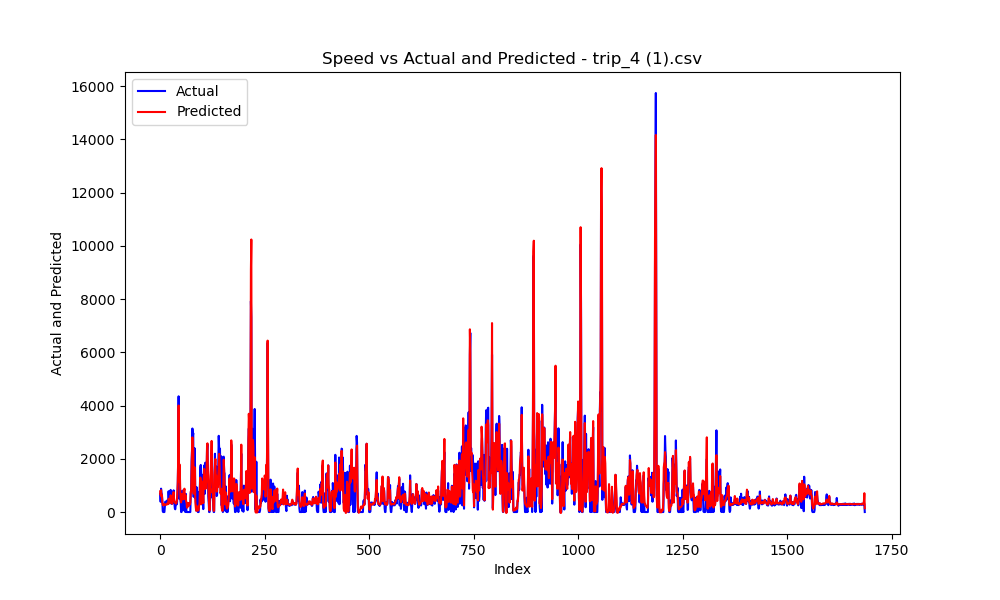 Speed vs Actual and Predicted - trip_4 (1).csv
Actual
Predicted
16000
14000
12000
10000
8000
6000
4000
2000
0
Actual and Predicted
0 250 500 750 1000 1250 1500 1750
Index